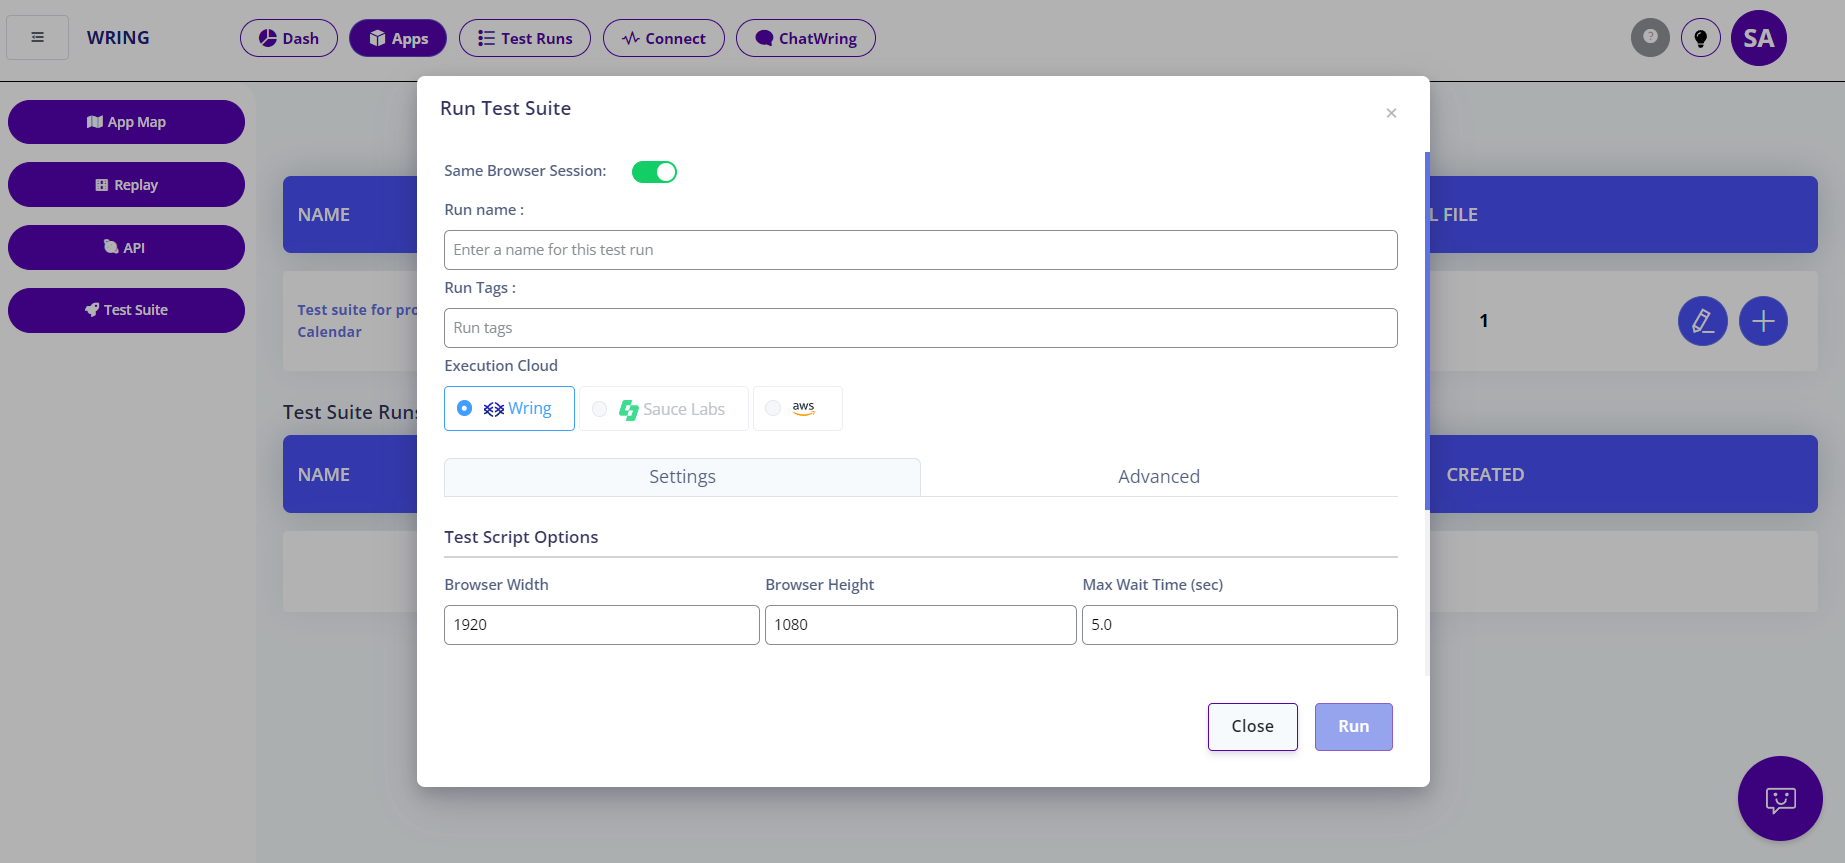 WRING
Dash
Apps
Test Runs
Connect
ChatWring
?
SA
App Map
Replay
API
Test Suite
Run Test Suite
×
Same Browser Session:
Run name :
Enter a name for this test run
Run Tags :
Run tags
Execution Cloud
Wring
Sauce Labs
aws
Settings
Advanced
Test Script Options
Browser Width
Browser Height
Max Wait Time (sec)
1920
1080
5.0
Close
Run
NAME
L FILE
Test suite for pro
Calendar
1
Test Suite Runs
NAME
CREATED